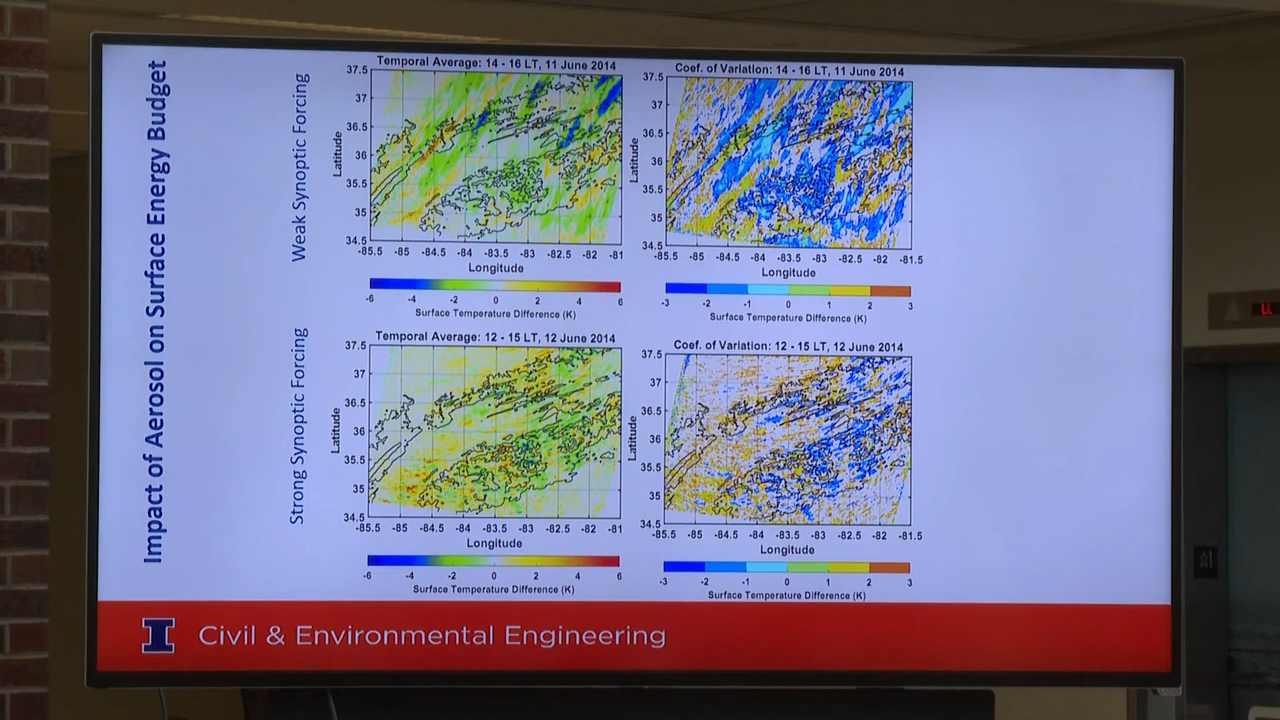 Impact of Aerosol on Surface Energy Budget
Weak Synoptic Forcing
Temporal Average: 14 - 16 LT, 11 June 2014
37.5
37
36.5
36
35.5
35
34.5
Latitude
-85.5 -85 -84.5 -84 -83.5 -83 -82.5 -82 -81
Longitude
-6 -4 -2 0 2 4 6
Surface Temperature Difference (K)
Coef. of Variation: 14 - 16 LT, 11 June 2014
37.5
37
36.5
36
35.5
35
34.5
Latitude
-85.5 -85 -84.5 -84 -83.5 -83 -82.5 -82 -81.5
Longitude
-3 -2 -1 0 1 2 3
Surface Temperature Difference (K)
Strong Synoptic Forcing
Temporal Average: 12 - 15 LT, 12 June 2014
37.5
37
36.5
36
35.5
35
34.5
Latitude
-85.5 -85 -84.5 -84 -83.5 -83 -82.5 -82 -81
Longitude
-6 -4 -2 0 2 4 6
Surface Temperature Difference (K)
Coef. of Variation: 12 - 15 LT, 12 June 2014
37.5
37
36.5
36
35.5
35
34.5
Latitude
-85.5 -85 -84.5 -84 -83.5 -83 -82.5 -82 -81.5
Longitude
-3 -2 -1 0 1 2 3
Surface Temperature Difference (K)
I Civil & Environmental Engineering